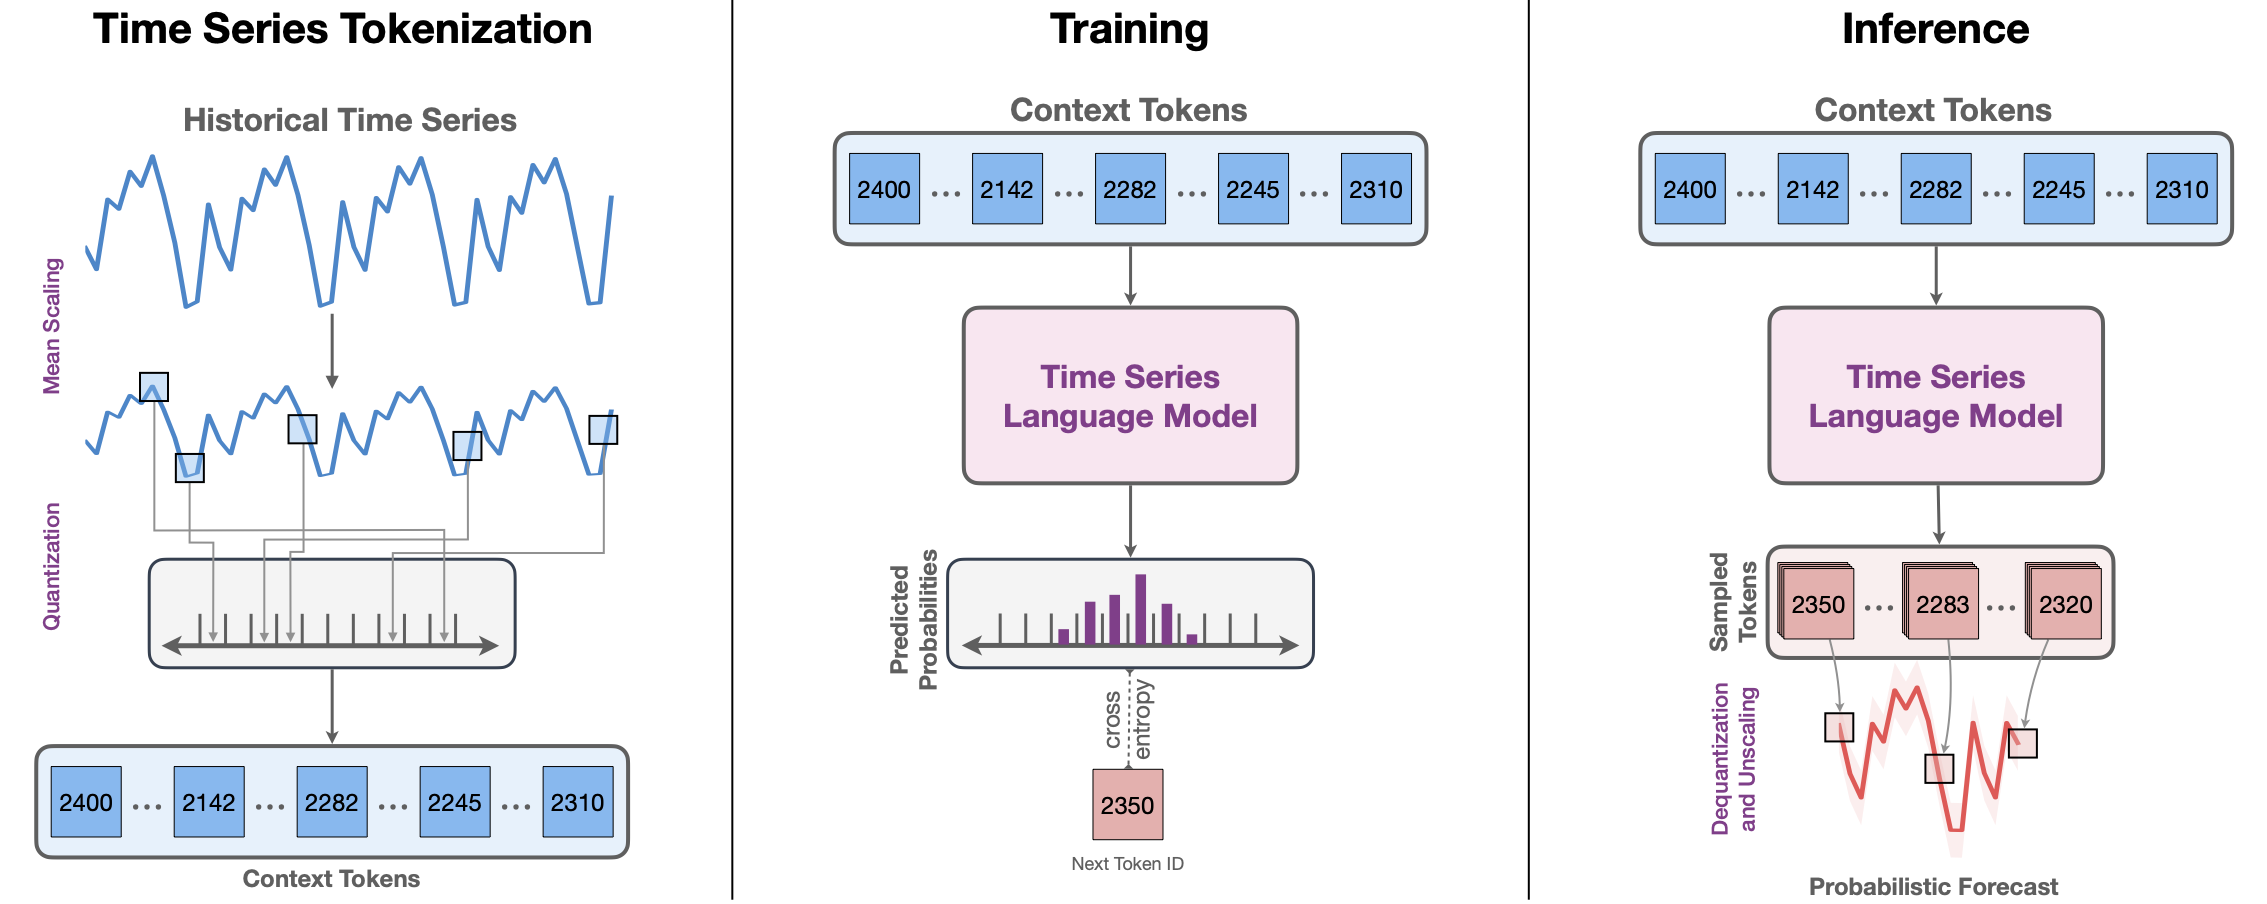 Time Series Tokenization
Historical Time Series
Mean Scaling
Quantization
2400 ... 2142 ... 2282 ... 2245 ... 2310
Context Tokens
Training
Context Tokens
2400 ... 2142 ... 2282 ... 2245 ... 2310
Time Series
Language Model
Predicted
Probabilities
cross
entropy
2350
Next Token ID
Inference
Context Tokens
2400 ... 2142 ... 2282 ... 2245 ... 2310
Time Series
Language Model
Sampled
Tokens
2350 ... 2283 ... 2320
Dequantization
and Unscaling
Probabilistic Forecast